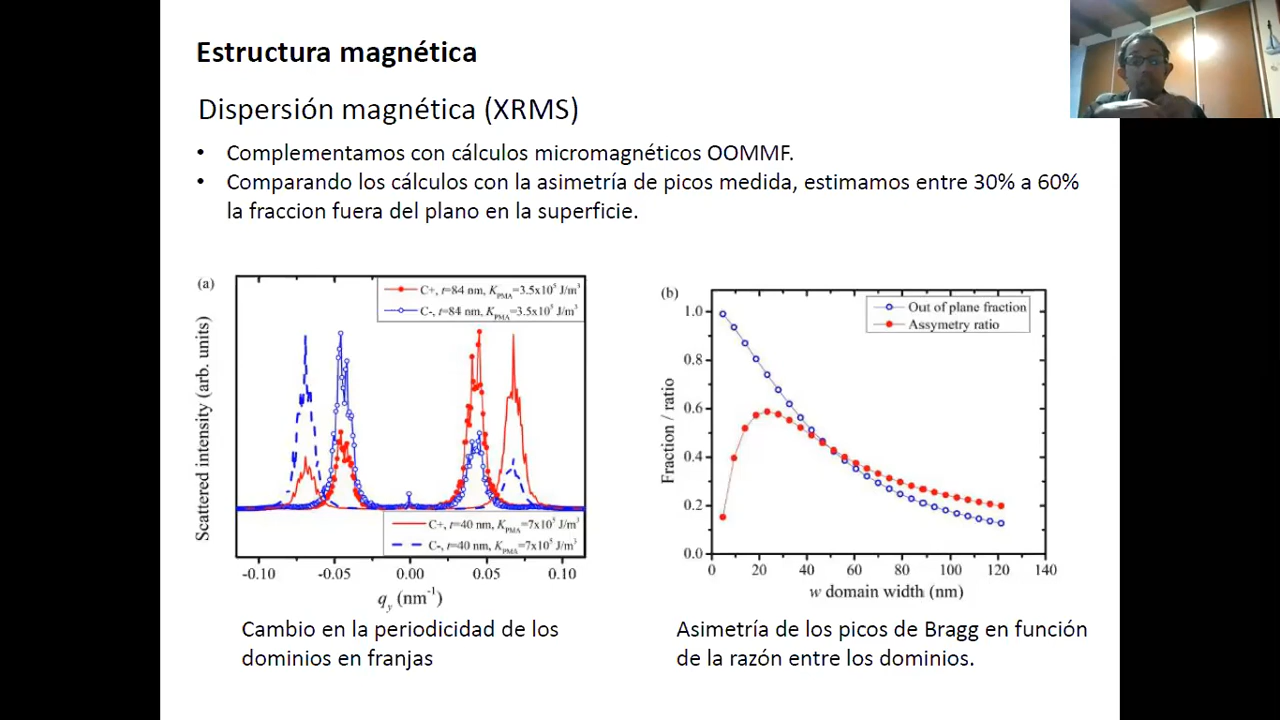 Estructura magnética
Dispersión magnética (XRMS)
• Complementamos con cálculos micromagnéticos OOMMF.
• Comparando los cálculos con la asimetría de picos medida, estimamos entre 30% a 60%
la fraccion fuera del plano en la superficie.
(a)
C+, t=84 nm, KPMA=3.5x10⁵ J/m³
C-, t=84 nm, KPMA=3.5x10⁵ J/m³
Scattered intensity (arb. units)
C+, t=40 nm, KPMA=7x10⁵ J/m³
C-, t=40 nm, KPMA=7x10⁵ J/m³
-0.10 -0.05 0.00 0.05 0.10
qy (nm⁻¹)
Cambio en la periodicidad de los
dominios en franjas
(b)
Out of plane fraction
Assymetry ratio
Fraction / ratio
1.0
0.8
0.6
0.4
0.2
0.0
0 20 40 60 80 100 120 140
w domain width (nm)
Asimetría de los picos de Bragg en función
de la razón entre los dominios.